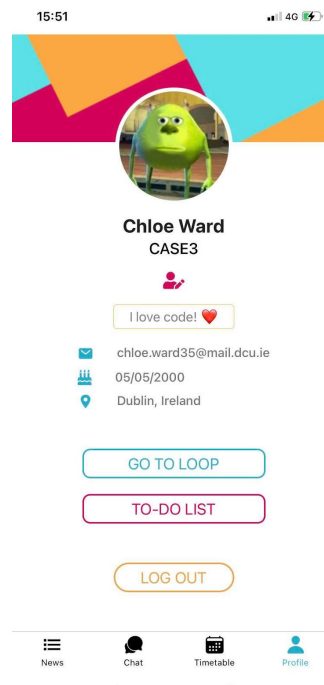 15:51
4G
Chloe Ward
CASE3
I love code! ❤️
chloe.ward35@mail.dcu.ie
05/05/2000
Dublin, Ireland
GO TO LOOP
TO-DO LIST
LOG OUT
News Chat Timetable Profile